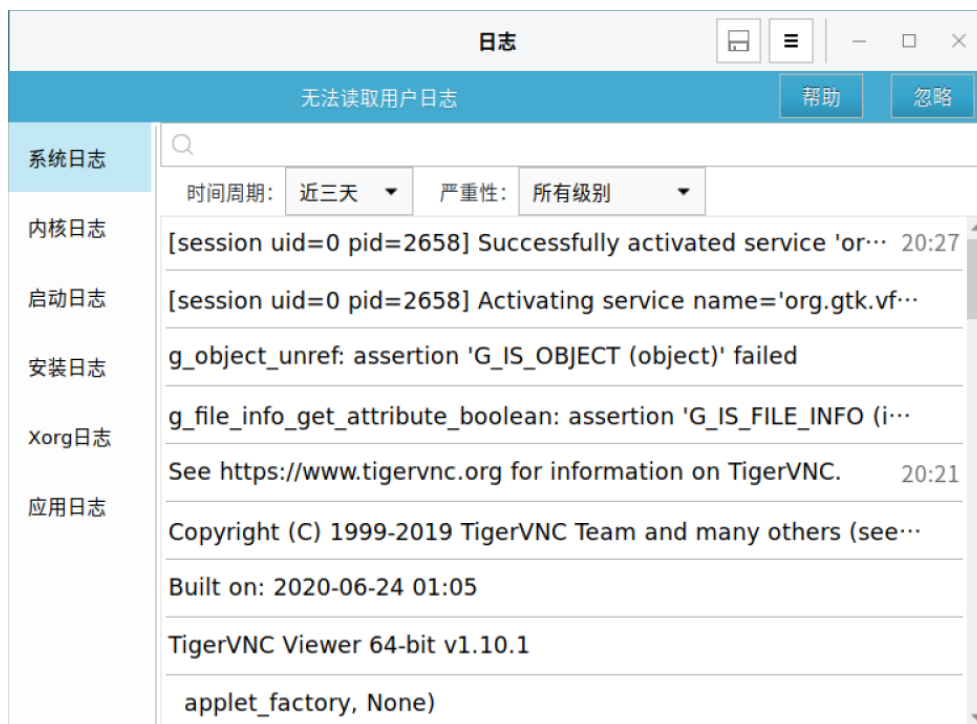 日志
无法读取用户日志 帮助 忽略
系统日志
内核日志
启动日志
安装日志
Xorg日志
应用日志
时间周期： 近三天 严重性： 所有级别
[session uid=0 pid=2658] Successfully activated service 'or··· 20:27
[session uid=0 pid=2658] Activating service name='org.gtk.vf···
g_object_unref: assertion 'G_IS_OBJECT (object)' failed
g_file_info_get_attribute_boolean: assertion 'G_IS_FILE_INFO (i···
See https://www.tigervnc.org for information on TigerVNC. 20:21
Copyright (C) 1999-2019 TigerVNC Team and many others (see···
Built on: 2020-06-24 01:05
TigerVNC Viewer 64-bit v1.10.1
applet_factory, None)